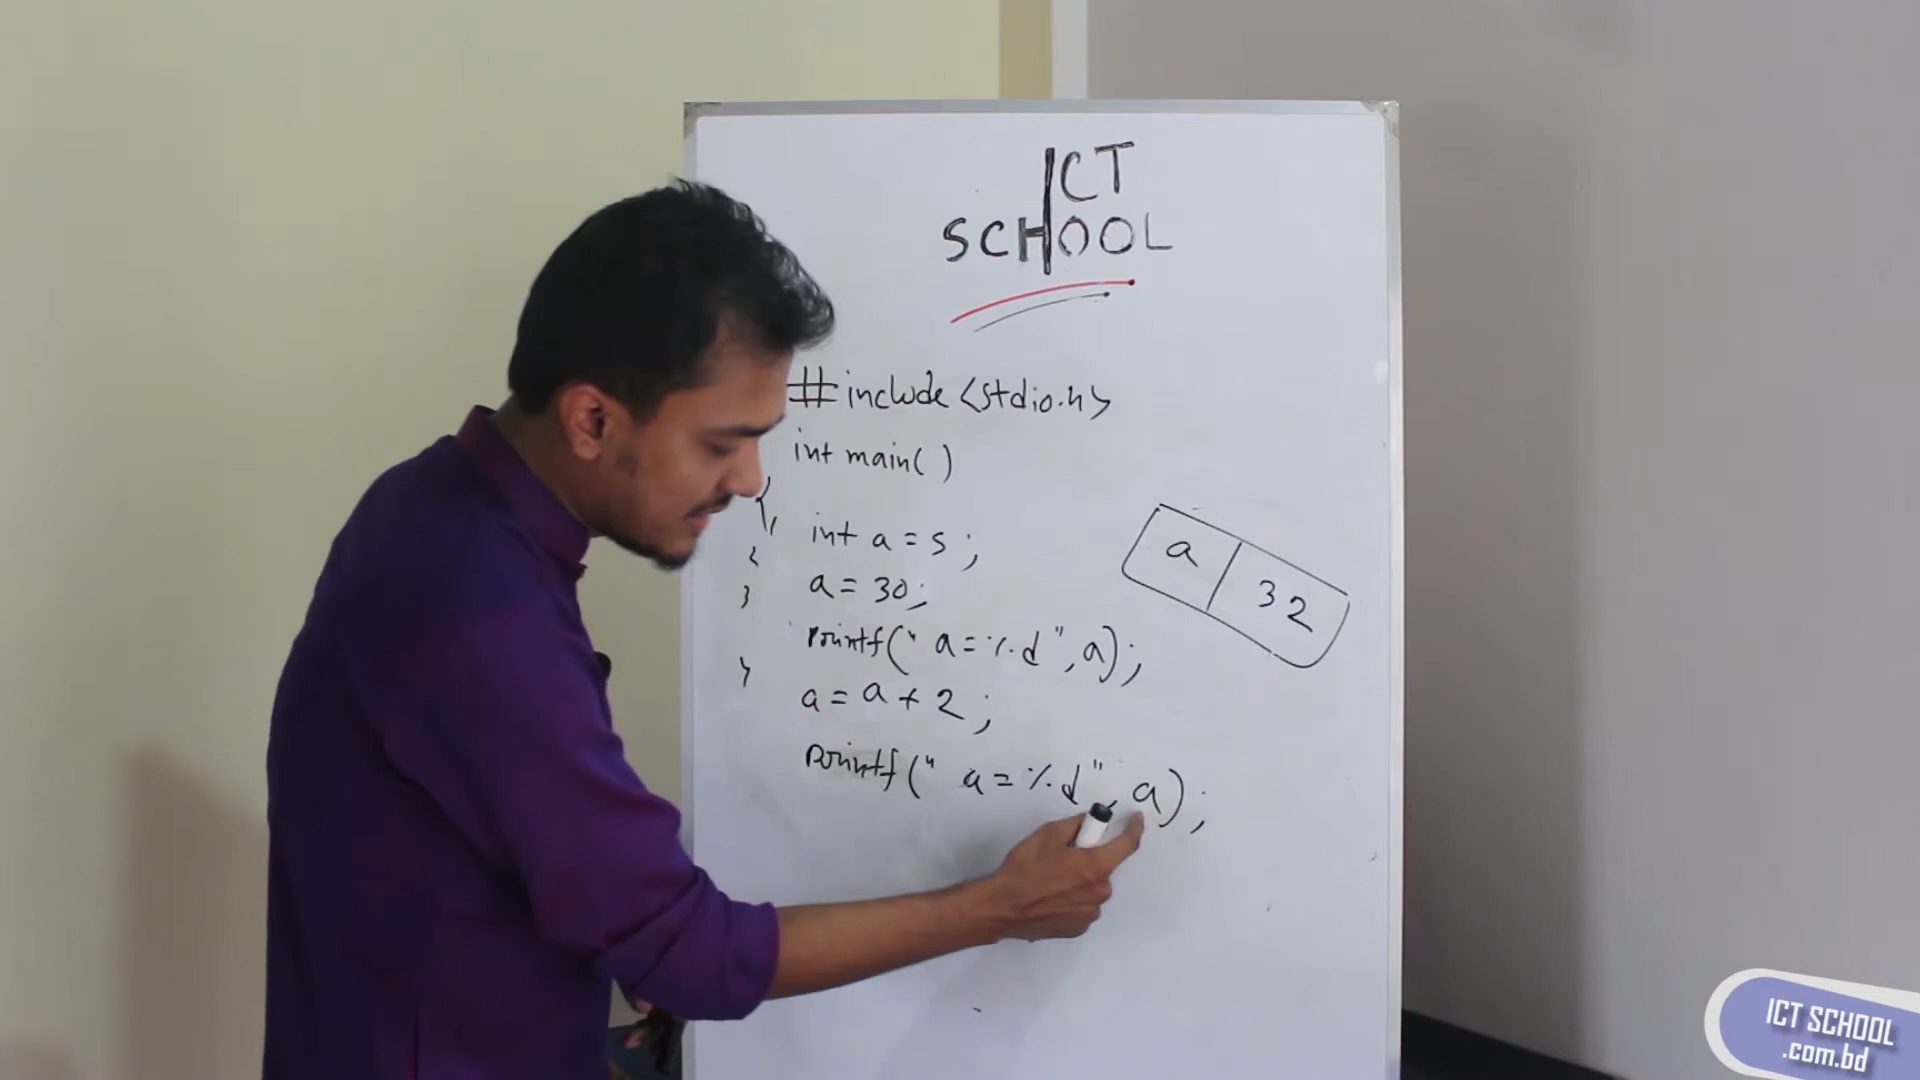 ICT
SCHOOL
#include <stdio.h>
int main( )
{
int a = 5 ;
a = 30 ;
printf(" a = %d ", a);
a = a + 2 ;
printf(" a = %d ", a);
a 32
ICT SCHOOL
.com.bd